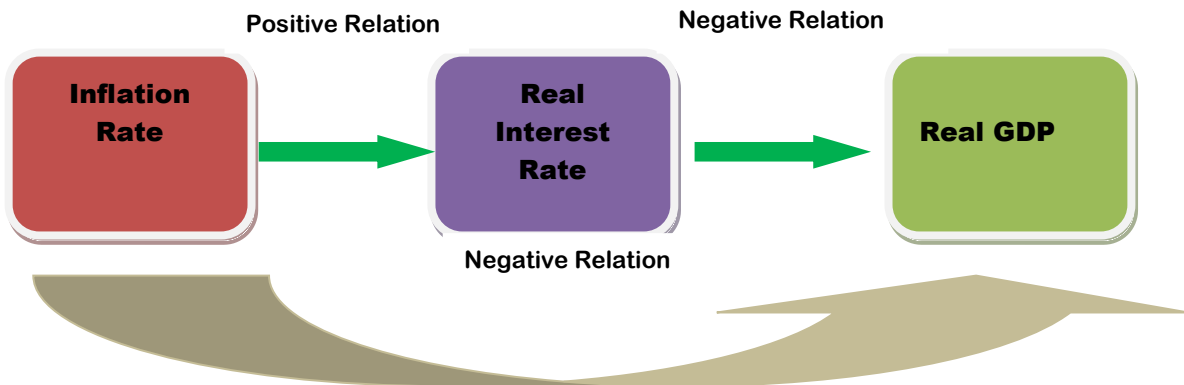 Positive Relation
Negative Relation
Inflation
Rate
Real
Interest
Rate
Real GDP
Negative Relation